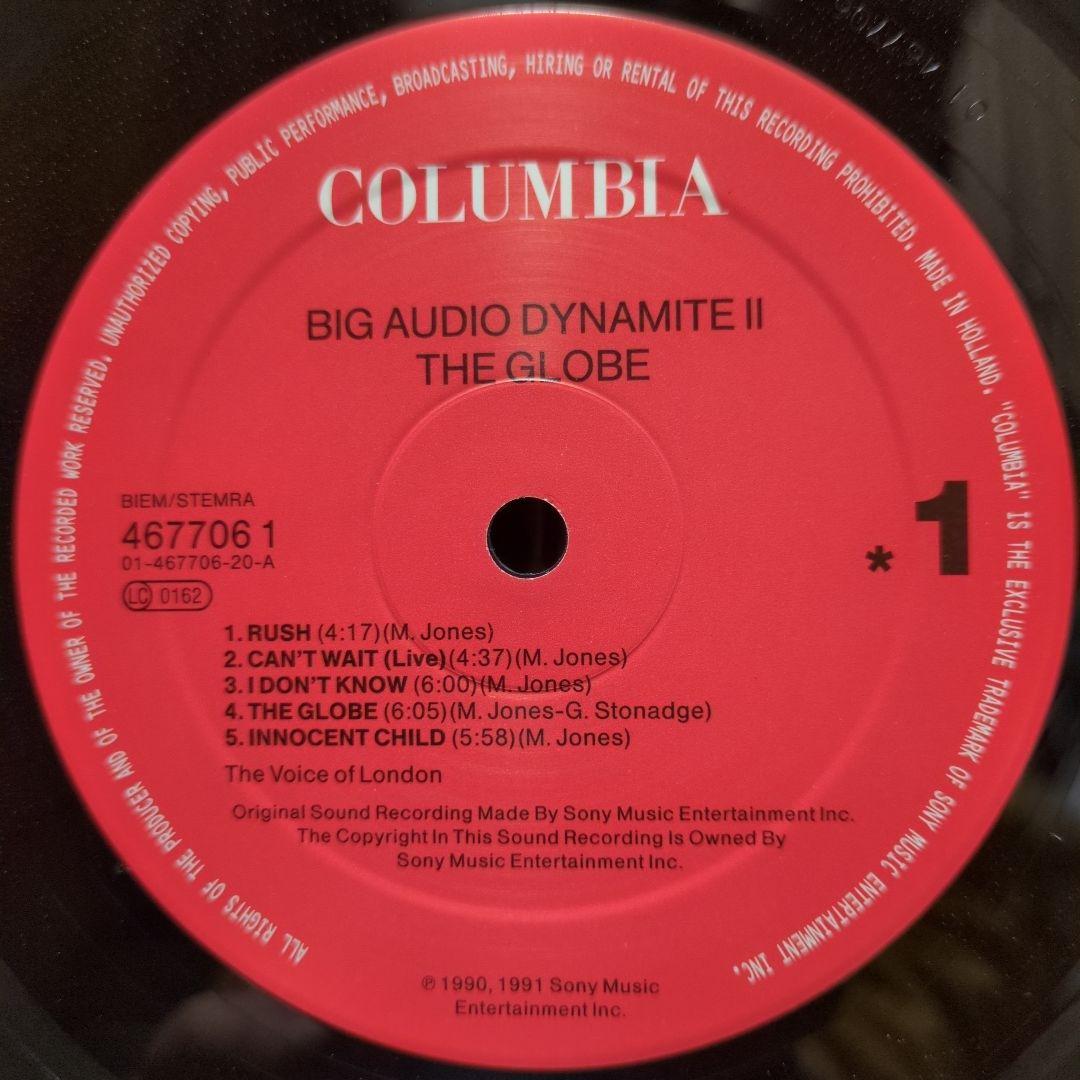 ALL RIGHTS OF THE PRODUCER AND OF THE OWNER OF THE RECORDED WORK RESERVED. UNAUTHORIZED COPYING, PUBLIC PERFORMANCE, BROADCASTING, HIRING OR RENTAL OF THIS RECORDING PROHIBITED. MADE IN HOLLAND. "COLUMBIA" IS THE EXCLUSIVE TRADEMARK OF SONY MUSIC ENTERTAINMENT INC.
COLUMBIA
BIG AUDIO DYNAMITE II
THE GLOBE
BIEM/STEMRA
467706 1
01-467706-20-A
LC 0162
* 1
1. RUSH (4:17)(M. Jones)
2. CAN'T WAIT (Live)(4:37)(M. Jones)
3. I DON'T KNOW (6:00)(M. Jones)
4. THE GLOBE (6:05)(M. Jones-G. Stonadge)
5. INNOCENT CHILD (5:58)(M. Jones)
The Voice of London
Original Sound Recording Made By Sony Music Entertainment Inc.
The Copyright In This Sound Recording Is Owned By
Sony Music Entertainment Inc.
℗ 1990, 1991 Sony Music
Entertainment Inc.